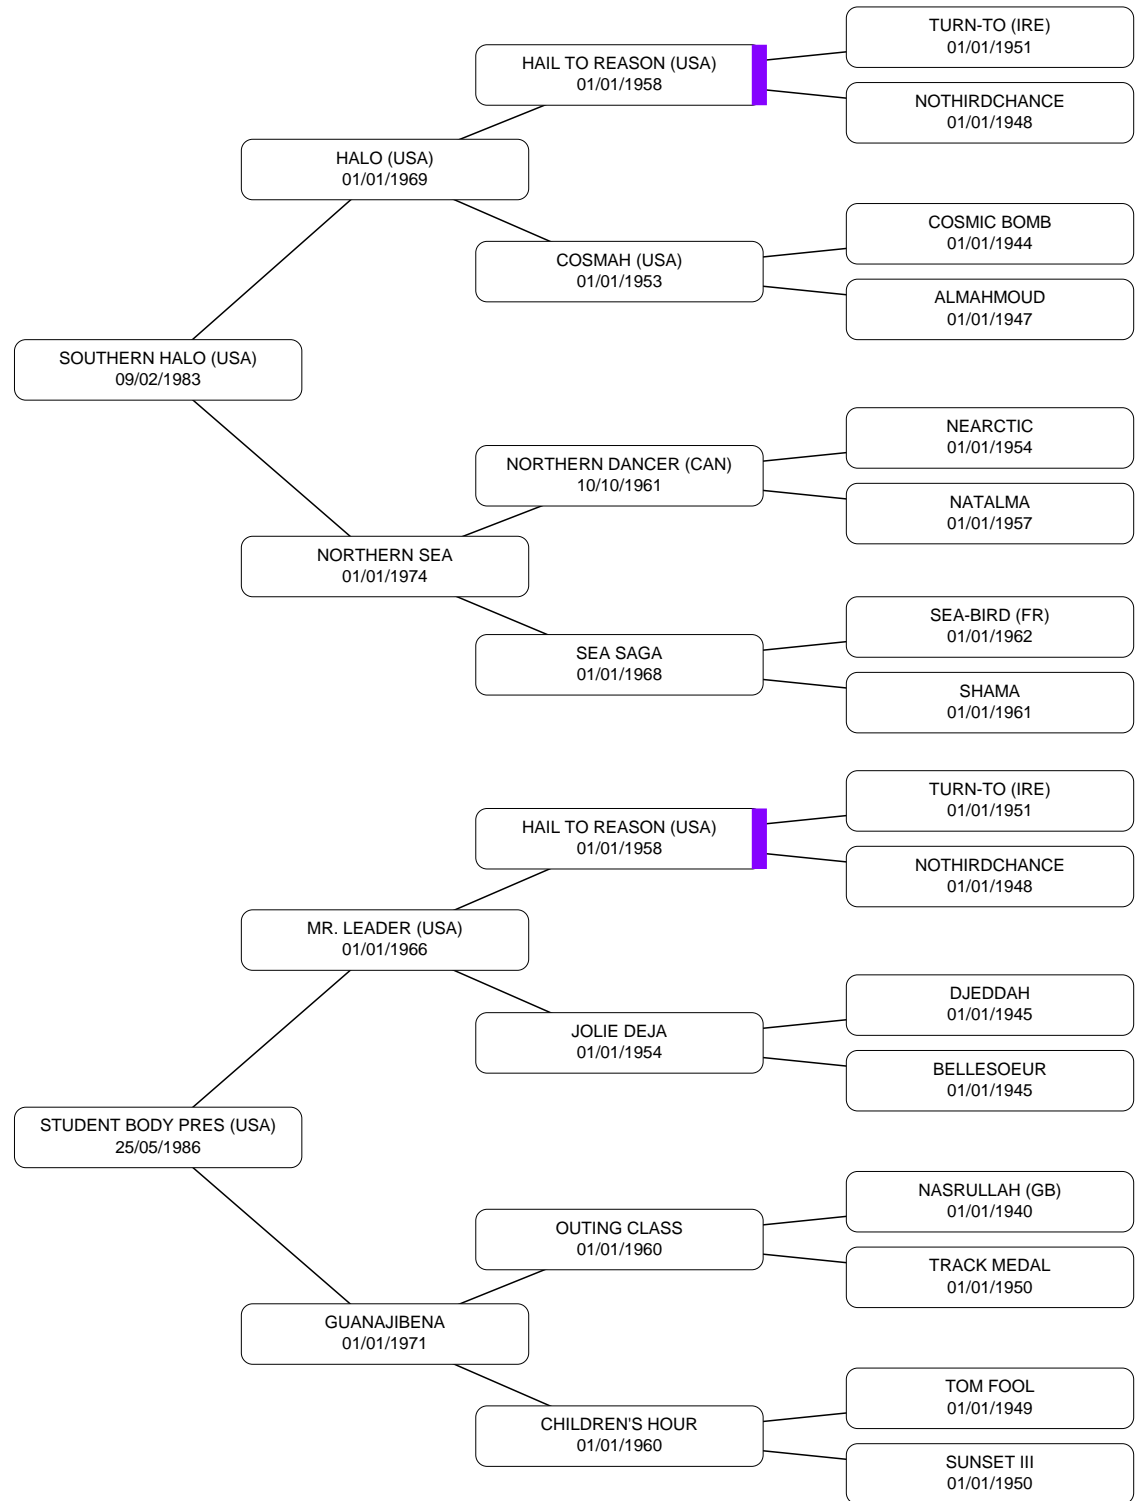 TURN-TO (IRE)
01/01/1951
HAIL TO REASON (USA)
01/01/1958
NOTHIRDCHANCE
01/01/1948
HALO (USA)
01/01/1969
COSMIC BOMB
01/01/1944
COSMAH (USA)
01/01/1953
ALMAHMOUD
01/01/1947
SOUTHERN HALO (USA)
09/02/1983
NEARCTIC
01/01/1954
NORTHERN DANCER (CAN)
10/10/1961
NATALMA
01/01/1957
NORTHERN SEA
01/01/1974
SEA-BIRD (FR)
01/01/1962
SEA SAGA
01/01/1968
SHAMA
01/01/1961
TURN-TO (IRE)
01/01/1951
HAIL TO REASON (USA)
01/01/1958
NOTHIRDCHANCE
01/01/1948
MR. LEADER (USA)
01/01/1966
DJEDDAH
01/01/1945
JOLIE DEJA
01/01/1954
BELLESOEUR
01/01/1945
STUDENT BODY PRES (USA)
25/05/1986
NASRULLAH (GB)
01/01/1940
OUTING CLASS
01/01/1960
TRACK MEDAL
01/01/1950
GUANAJIBENA
01/01/1971
TOM FOOL
01/01/1949
CHILDREN'S HOUR
01/01/1960
SUNSET III
01/01/1950